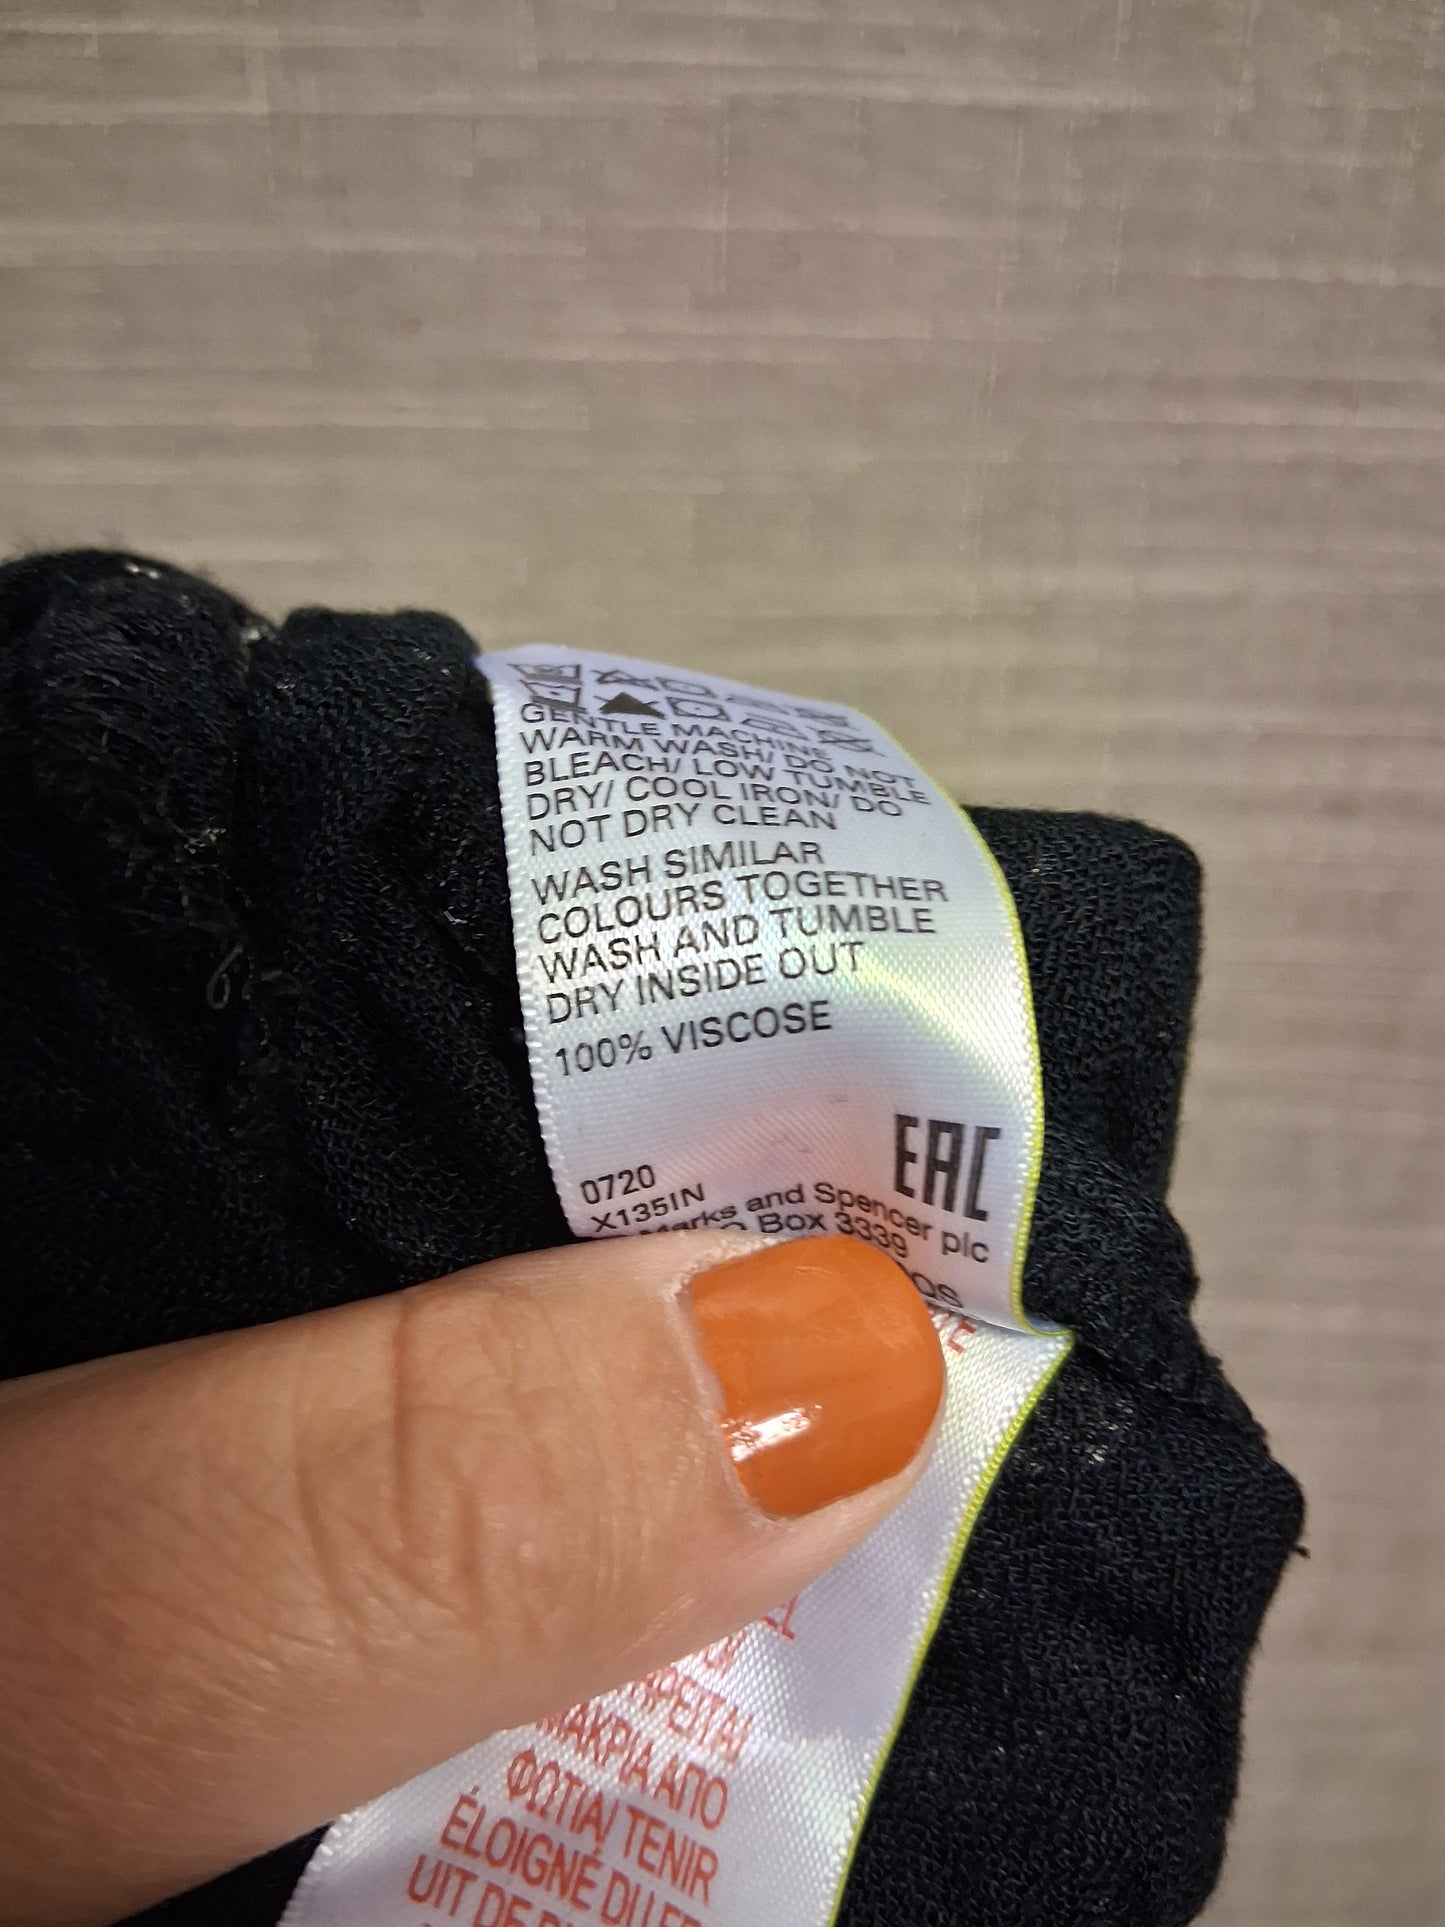 GENTLE MACHINE
WARM WASH/ DO NOT
BLEACH/ LOW TUMBLE
DRY/ COOL IRON/ DO
NOT DRY CLEAN
WASH SIMILAR
COLOURS TOGETHER
WASH AND TUMBLE
DRY INSIDE OUT
100% VISCOSE
EAC
0720
X135IN
Marks and Spencer plc
Box 3339
ΜΑΚΡΙΑ ΑΠΟ
ΦΩΤΙΑ/ TENIR
ÉLOIGNÉ DU
UIT DE